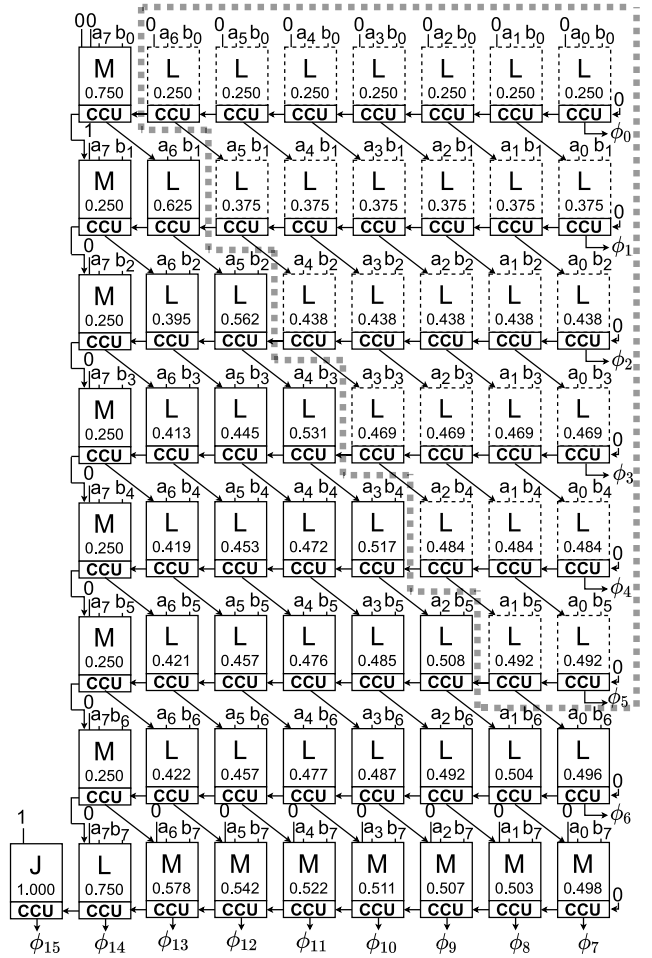 00 0 0 0 0 0 0 0
a7 b0 a6 b0 a5 b0 a4 b0 a3 b0 a2 b0 a1 b0 a0 b0
M L L L L L L L
0.750 0.250 0.250 0.250 0.250 0.250 0.250 0.250
CCU CCU CCU CCU CCU CCU CCU CCU 0
1 ϕ0
a7 b1 a6 b1 a5 b1 a4 b1 a3 b1 a2 b1 a1 b1 a0 b1
M L L L L L L L
0.250 0.625 0.375 0.375 0.375 0.375 0.375 0.375
CCU CCU CCU CCU CCU CCU CCU CCU 0
0 ϕ1
a7 b2 a6 b2 a5 b2 a4 b2 a3 b2 a2 b2 a1 b2 a0 b2
M L L L L L L L
0.250 0.395 0.562 0.438 0.438 0.438 0.438 0.438
CCU CCU CCU CCU CCU CCU CCU CCU 0
0 ϕ2
a7 b3 a6 b3 a5 b3 a4 b3 a3 b3 a2 b3 a1 b3 a0 b3
M L L L L L L L
0.250 0.413 0.445 0.531 0.469 0.469 0.469 0.469
CCU CCU CCU CCU CCU CCU CCU CCU 0
0 ϕ3
a7 b4 a6 b4 a5 b4 a4 b4 a3 b4 a2 b4 a1 b4 a0 b4
M L L L L L L L
0.250 0.419 0.453 0.472 0.517 0.484 0.484 0.484
CCU CCU CCU CCU CCU CCU CCU CCU 0
0 ϕ4
a7 b5 a6 b5 a5 b5 a4 b5 a3 b5 a2 b5 a1 b5 a0 b5
M L L L L L L L
0.250 0.421 0.457 0.476 0.485 0.508 0.492 0.492
CCU CCU CCU CCU CCU CCU CCU CCU 0
0 ϕ5
a7 b6 a6 b6 a5 b6 a4 b6 a3 b6 a2 b6 a1 b6 a0 b6
M L L L L L L L
0.250 0.422 0.457 0.477 0.487 0.492 0.504 0.496
CCU CCU CCU CCU CCU CCU CCU CCU 0
0 0 0 0 0 0 0 0 ϕ6
1 a7 b7 a6 b7 a5 b7 a4 b7 a3 b7 a2 b7 a1 b7 a0 b7
J L M M M M M M M
1.000 0.750 0.578 0.542 0.522 0.511 0.507 0.503 0.498
CCU CCU CCU CCU CCU CCU CCU CCU CCU 0
ϕ15 ϕ14 ϕ13 ϕ12 ϕ11 ϕ10 ϕ9 ϕ8 ϕ7